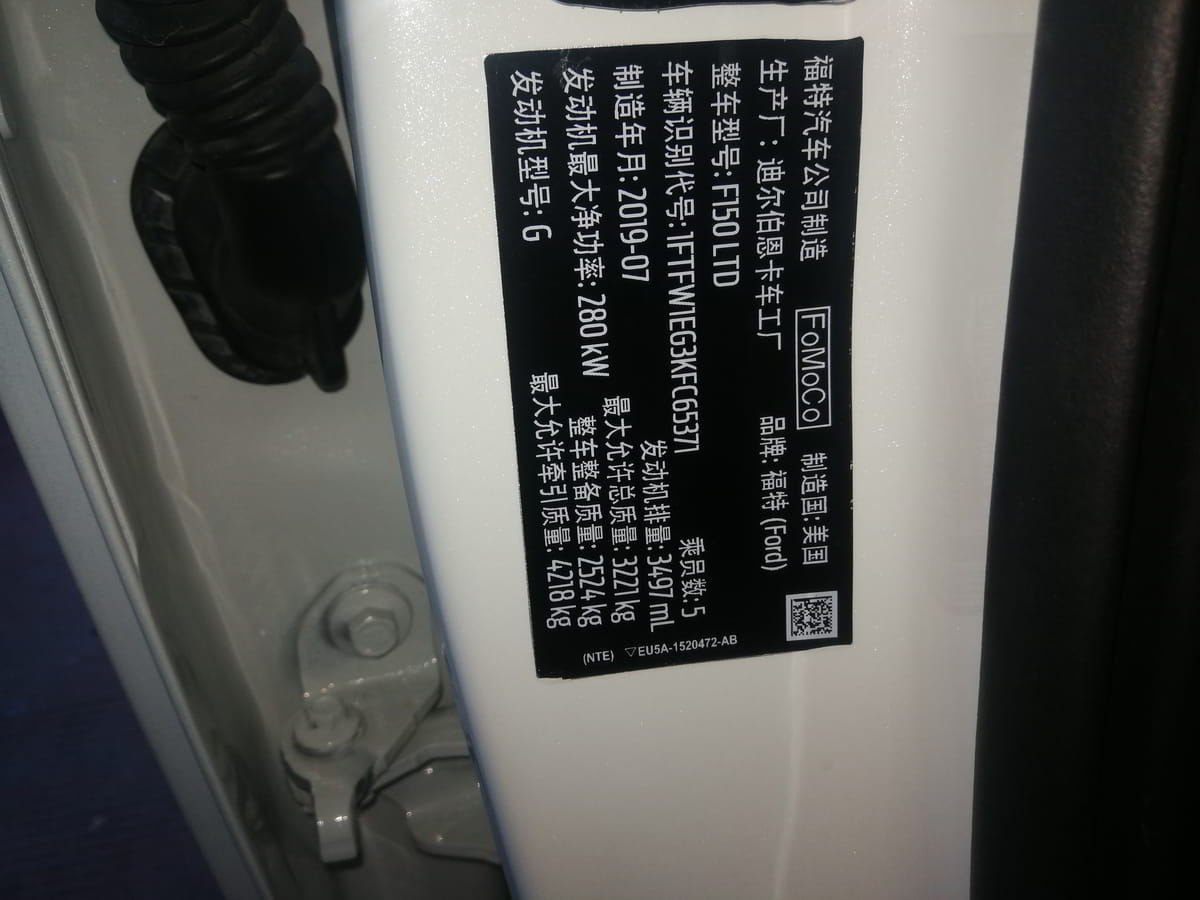 福特汽车公司制造 FoMoCo 制造国:美国
生产厂: 迪尔伯恩卡车工厂 品牌: 福特 (Ford)
整车型号: F150 LTD
车辆识别代号: 1FTFW1EG3KFC65371 乘员数: 5
制造年月: 2019-07 发动机排量: 3497 mL
发动机最大净功率: 280 kW 最大允许总质量: 3221 kg
整车整备质量: 2524 kg
发动机型号: G 最大允许牵引质量: 4218 kg
(NTE) ▽EU5A-1520472-AB